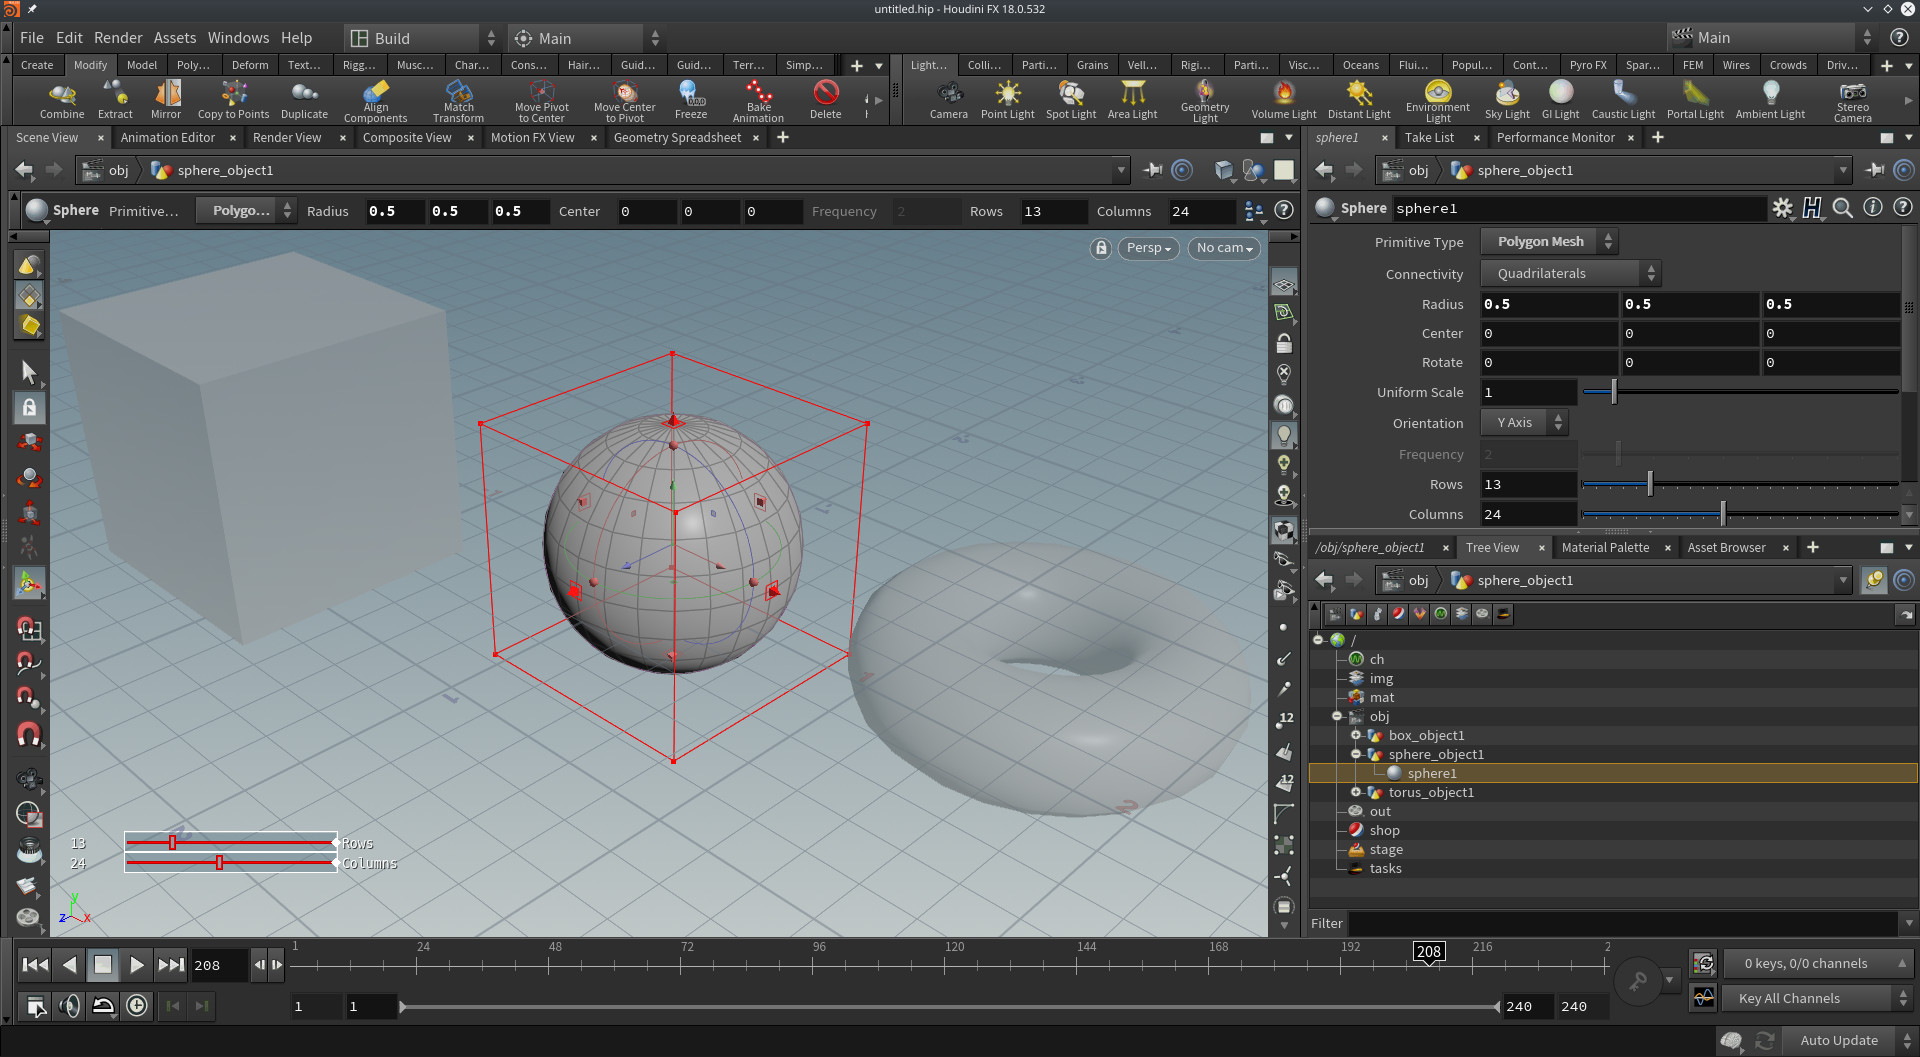 untitled.hip - Houdini FX 18.0.532
File Edit Render Assets Windows Help Build Main Main
Create Modify Model Poly... Deform Text... Rigg... Musc... Char... Cons... Hair... Guid... Guid... Terr... Simp... Light... Colli... Parti... Grains Vell... Rigi... Parti... Visc... Oceans Flui... Popul... Cont... Pyro FX Spar... FEM Wires Crowds Driv...
Combine Extract Mirror Copy to Points Duplicate Align Components Match Transform Move Pivot to Center Move Center to Pivot Freeze Bake Animation Delete Camera Point Light Spot Light Area Light Geometry Light Volume Light Distant Light Environment Light Sky Light GI Light Caustic Light Portal Light Ambient Light Stereo Camera
Scene View Animation Editor Render View Composite View Motion FX View Geometry Spreadsheet
obj sphere_object1
Sphere Primitive... Polygo... Radius 0.5 0.5 0.5 Center 0 0 0 Frequency 2 Rows 13 Columns 24
Persp No cam
12
12
2
13 Rows
24 Columns
y
z x
sphere1 Take List Performance Monitor
obj sphere_object1
Sphere sphere1
Primitive Type Polygon Mesh
Connectivity Quadrilaterals
Radius 0.5 0.5 0.5
Center 0 0 0
Rotate 0 0 0
Uniform Scale 1
Orientation Y Axis
Frequency 2
Rows 13
Columns 24
/obj/sphere_object1 Tree View Material Palette Asset Browser
obj sphere_object1
/
ch
img
mat
obj
box_object1
sphere_object1
sphere1
torus_object1
out
shop
stage
tasks
Filter
208 1 24 48 72 96 120 144 168 192 208 216 2
0 keys, 0/0 channels
1 1 240 240 Key All Channels
Auto Update